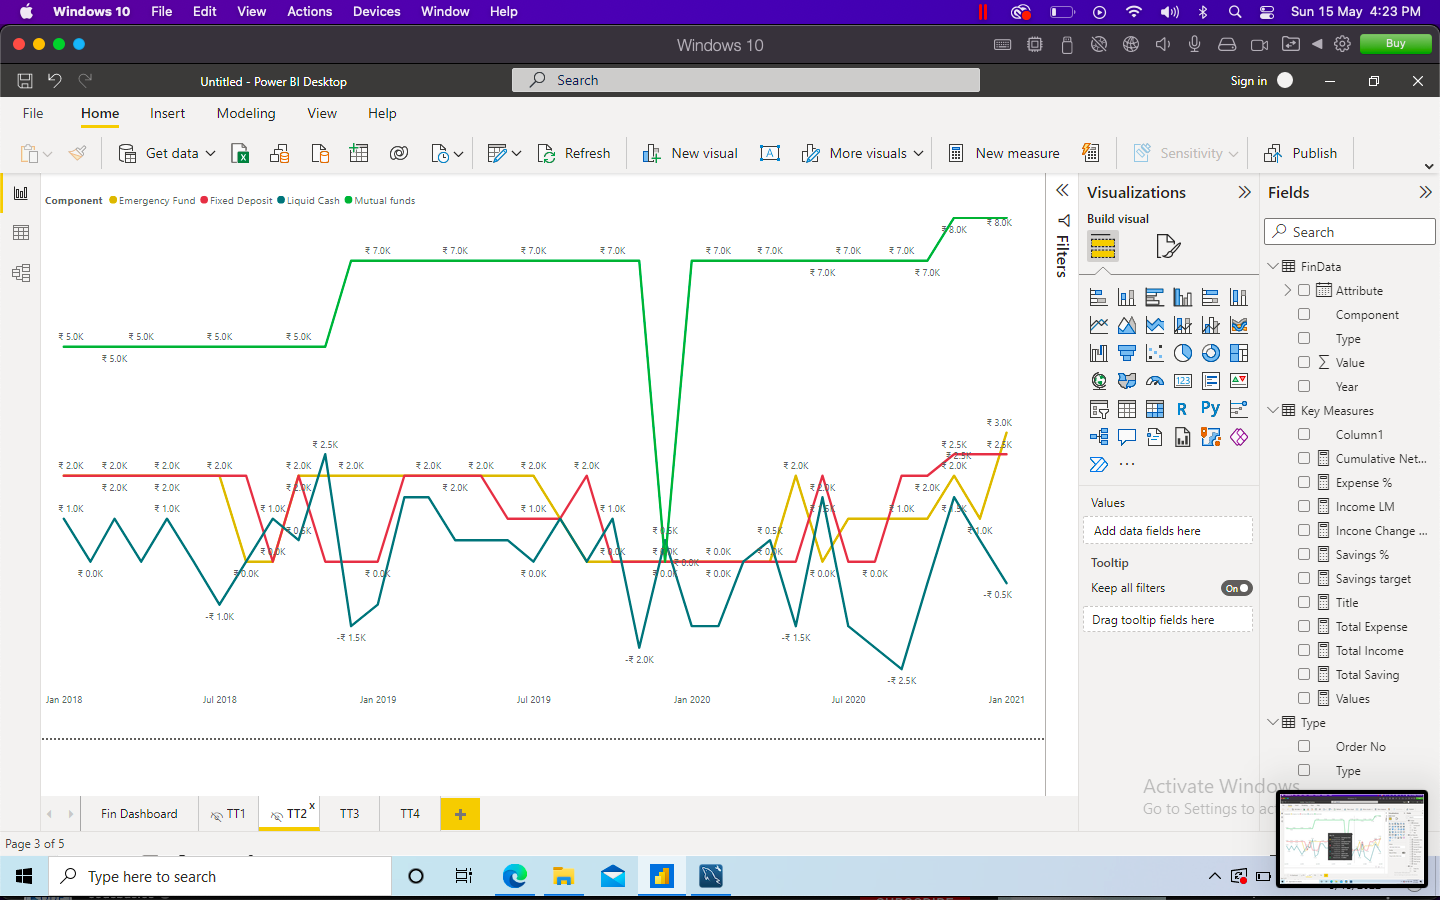 Windows 10 File Edit View Actions Devices Window Help Sun 15 May 4:23 PM
Windows 10 Buy
Untitled - Power BI Desktop Search Sign in
File Home Insert Modeling View Help
Get data Refresh New visual A More visuals New measure Sensitivity Publish
Component Emergency Fund Fixed Deposit Liquid Cash Mutual funds
₹ 8.0K ₹ 8.0K
₹ 7.0K ₹ 7.0K ₹ 7.0K ₹ 7.0K ₹ 7.0K ₹ 7.0K ₹ 7.0K ₹ 7.0K
₹ 7.0K ₹ 7.0K
₹ 5.0K ₹ 5.0K ₹ 5.0K ₹ 5.0K
₹ 5.0K
₹ 3.0K
₹ 2.5K ₹ 2.5K ₹ 2.5K
₹ 2.5K
₹ 2.0K ₹ 2.0K ₹ 2.0K ₹ 2.0K ₹ 2.0K ₹ 2.0K ₹ 2.0K ₹ 2.0K ₹ 2.0K ₹ 2.0K ₹ 2.0K ₹ 2.0K
₹ 2.0K ₹ 2.0K ₹ 2.0K ₹ 2.0K ₹ 2.0K ₹ 2.0K
₹ 1.0K ₹ 1.0K ₹ 1.0K ₹ 1.0K ₹ 1.0K ₹ 1.5K ₹ 1.0K ₹ 1.5K
₹ 0.5K ₹ 0.5K ₹ 0.5K ₹ 1.0K
₹ 0.0K ₹ 0.0K ₹ 0.0K ₹ 0.0K ₹ 0.0K
₹ 0.0K
₹ 0.0K ₹ 0.0K ₹ 0.0K ₹ 0.0K ₹ 0.0K ₹ 0.0K ₹ 0.0K ₹ 0.0K
-₹ 0.5K
-₹ 1.0K
-₹ 1.5K -₹ 1.5K
-₹ 2.0K
-₹ 2.5K
Jan 2018 Jul 2018 Jan 2019 Jul 2019 Jan 2020 Jul 2020 Jan 2021
Filters
Visualizations
Build visual
123
R Py
...
Values
Add data fields here
Tooltip
Keep all filters On
Drag tooltip fields here
Fields
Search
FinData
Attribute
Component
Type
Value
Year
Key Measures
Column1
Cumulative Net...
Expense %
Income LM
Incone Change ...
Savings %
Savings target
Title
Total Expense
Total Income
Total Saving
Values
Type
Order No
Type
Activate Windows
Go to Settings to ac
Fin Dashboard TT1 TT2 x TT3 TT4 +
Page 3 of 5
Type here to search